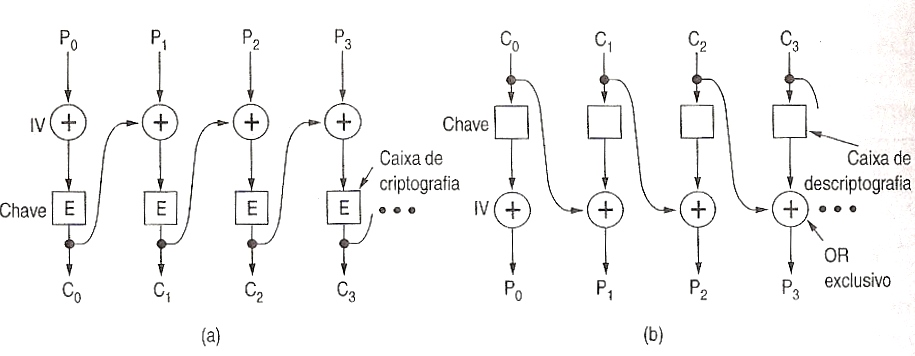 P0 P1 P2 P3
IV + + + +
Caixa de
criptografia
Chave E E E E
C0 C1 C2 C3
(a)
C0 C1 C2 C3
Chave
Caixa de
descriptografia
IV + + + +
OR
exclusivo
P0 P1 P2 P3
(b)